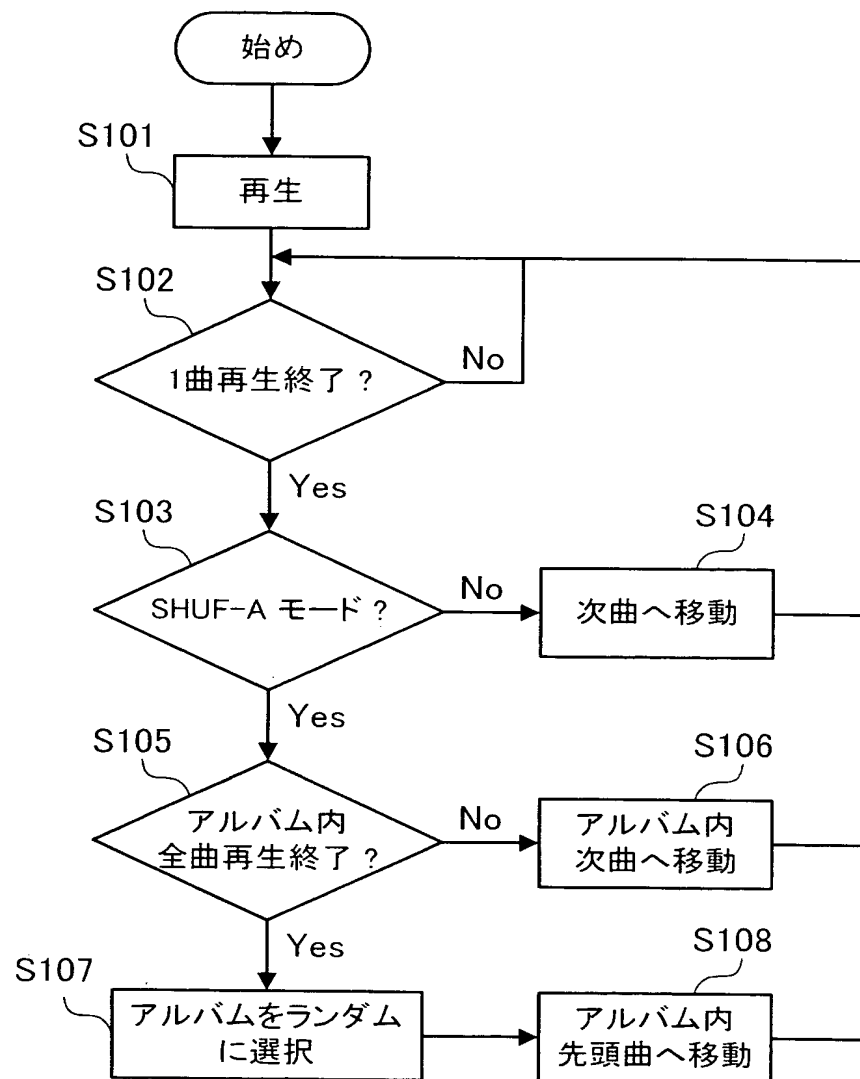 始め
S101
再生
S102
1曲再生終了?
No
Yes
S103
SHUF-A モード?
No
S104
次曲へ移動
Yes
S105
アルバム内
全曲再生終了?
No
S106
アルバム内
次曲へ移動
Yes
S107
アルバムをランダム
に選択
S108
アルバム内
先頭曲へ移動